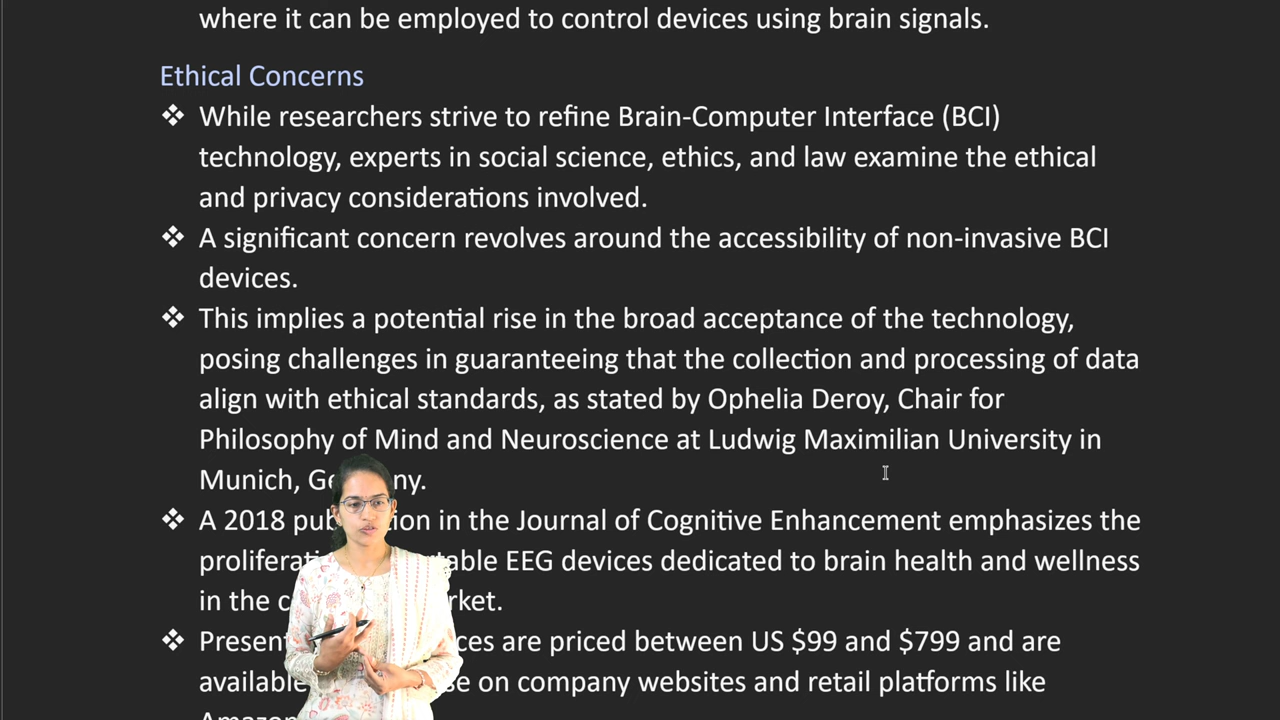 where it can be employed to control devices using brain signals.
Ethical Concerns
❖ While researchers strive to refine Brain-Computer Interface (BCI)
technology, experts in social science, ethics, and law examine the ethical
and privacy considerations involved.
❖ A significant concern revolves around the accessibility of non-invasive BCI
devices.
❖ This implies a potential rise in the broad acceptance of the technology,
posing challenges in guaranteeing that the collection and processing of data
align with ethical standards, as stated by Ophelia Deroy, Chair for
Philosophy of Mind and Neuroscience at Ludwig Maximilian University in
Munich,
❖ A 2018 in the Journal of Cognitive Enhancement emphasizes the
EEG devices dedicated to brain health and wellness
in the
❖ are priced between US $99 and $799 and are
available on company websites and retail platforms like